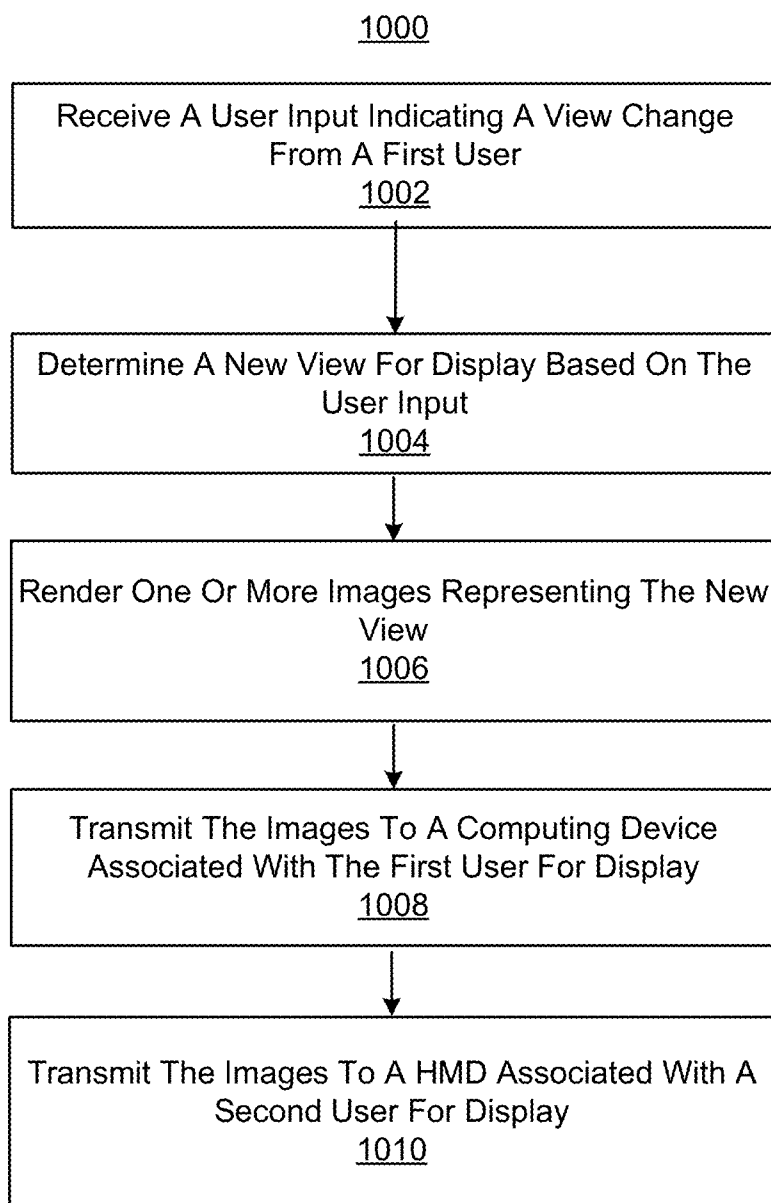 1000
Receive A User Input Indicating A View Change
From A First User
1002
Determine A New View For Display Based On The
User Input
1004
Render One Or More Images Representing The New
View
1006
Transmit The Images To A Computing Device
Associated With The First User For Display
1008
Transmit The Images To A HMD Associated With A
Second User For Display
1010